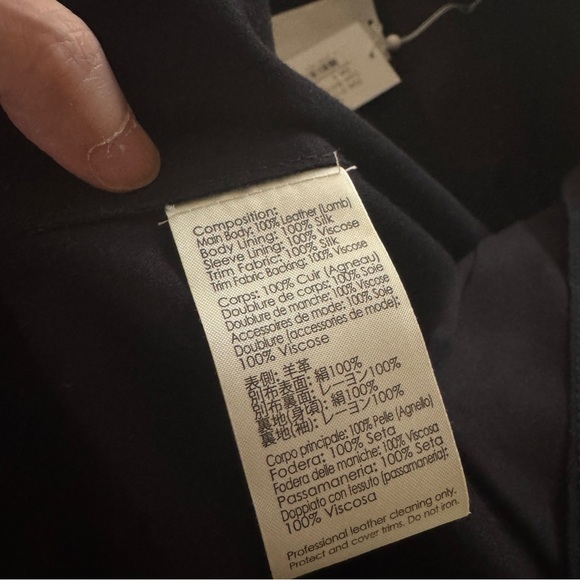 Composition:
Main Body: 100% Leather (Lamb)
Body Lining: 100% Silk
Sleeve Lining: 100% Viscose
Trim Fabric: 100% Silk
Trim Fabric Backing: 100% Viscose
Corps: 100% Cuir (Agneau)
Doublure de corps: 100% Soie
Doublure de manche: 100% Viscose
Accessoires de mode: 100% Soie
Doublure (accessoires de mode):
100% Viscose
表側: 羊革
別布表面: 絹100%
別布裏面: レーヨン100%
裏地(身頃): 絹100%
裏地(袖): レーヨン100%
Corpo principale: 100% Pelle (Agnello)
Fodera: 100% Seta
Fodera delle maniche: 100% Viscosa
Passamaneria: 100% Seta
Doppiato con tessuto (passamaneria):
100% Viscosa
Professional leather cleaning only.
Protect and cover trims. Do not iron.